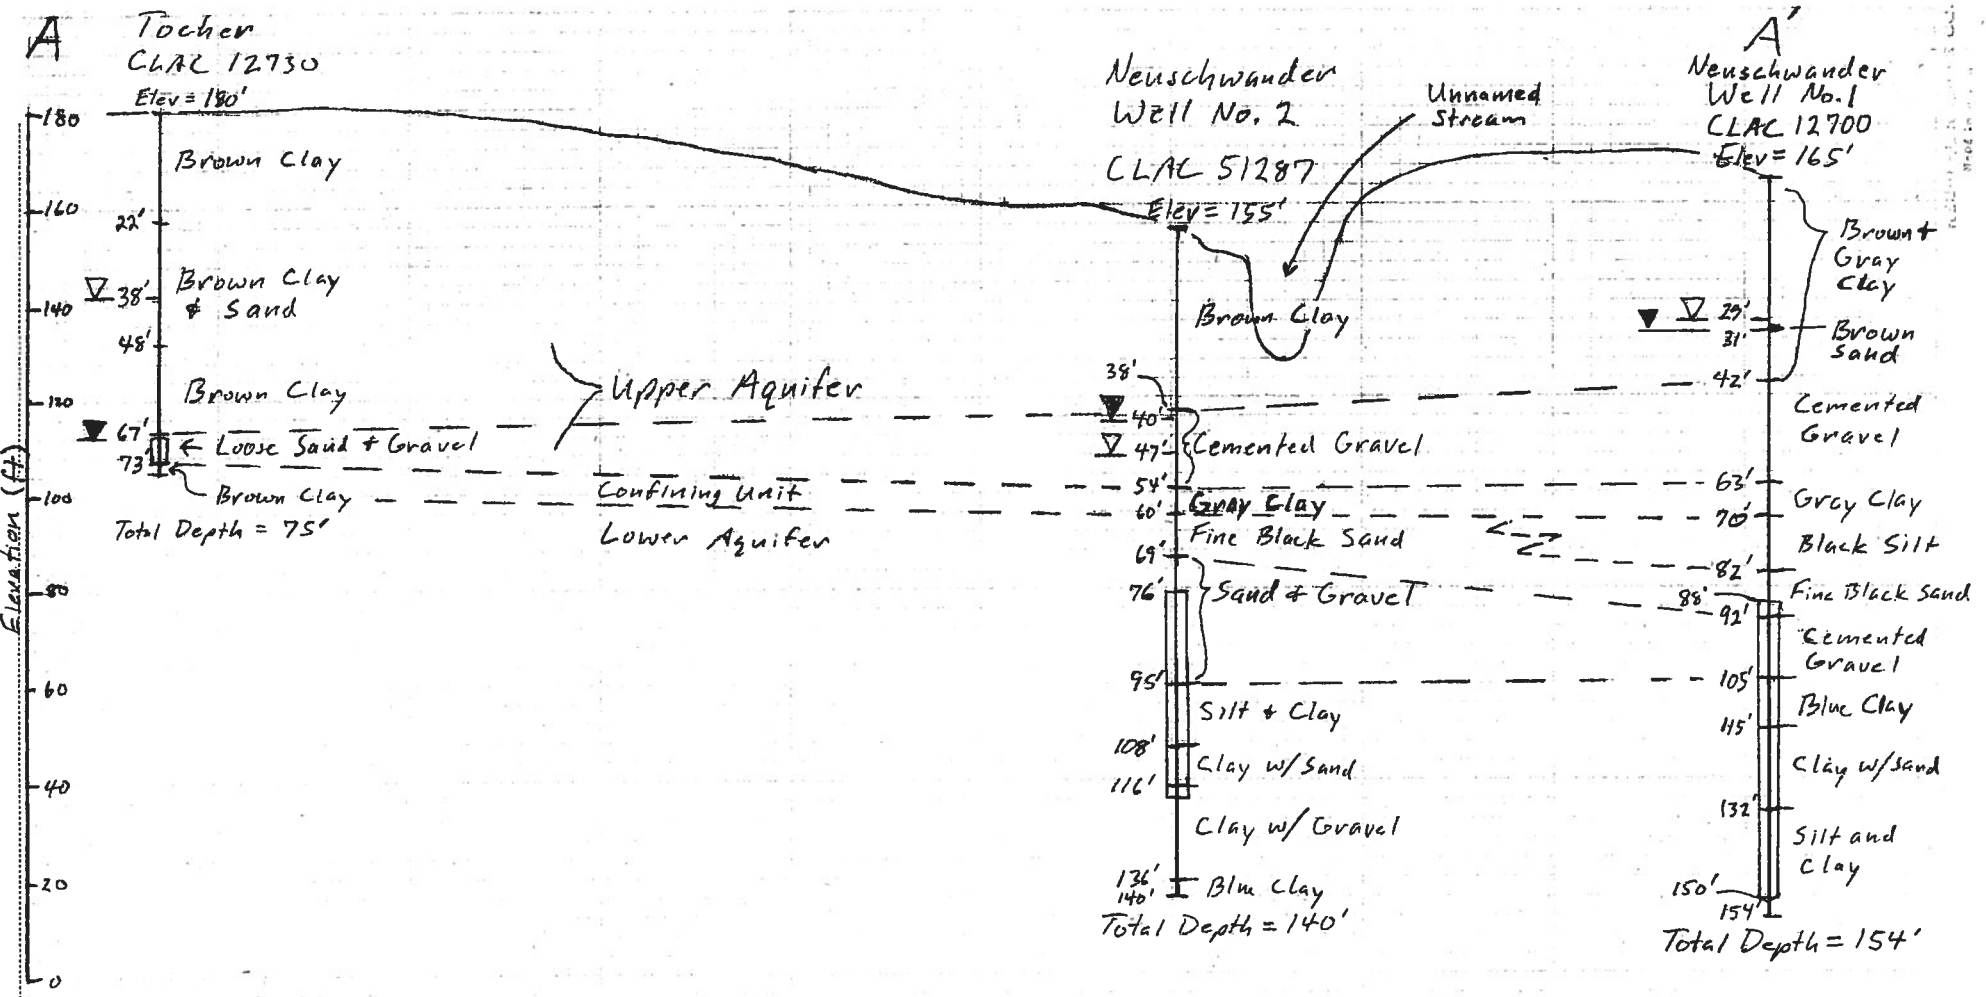 A
Tocher
CLAC 12730
Elev = 180'
180
160
140
120
100
80
60
40
20
0
Elevation (ft)
Brown Clay
22'
Brown Clay
& Sand
38'
48'
Brown Clay
67'
Loose Sand & Gravel
73'
Brown Clay
Total Depth = 75'
Upper Aquifer
Confining Unit
Lower Aquifer
Neuschwander
Well No. 2
CLAC 51287
Elev = 155'
Unnamed
Stream
Brown Clay
38'
40'
47'
Cemented Gravel
54'
Gray Clay
60'
Fine Black Sand
69'
76'
Sand & Gravel
95'
Silt & Clay
108'
Clay w/Sand
116'
Clay w/ Gravel
136'
140'
Blue Clay
Total Depth = 140'
A'
Neuschwander
Well No. 1
CLAC 12700
Elev = 165'
Brown &
Gray
Clay
29'
31'
Brown
Sand
42'
Cemented
Gravel
63'
Gray Clay
70'
Black Silt
82'
Fine Black Sand
88'
92'
Cemented
Gravel
105'
Blue Clay
115'
Clay w/Sand
132'
Silt and
Clay
150'
154'
Total Depth = 154'